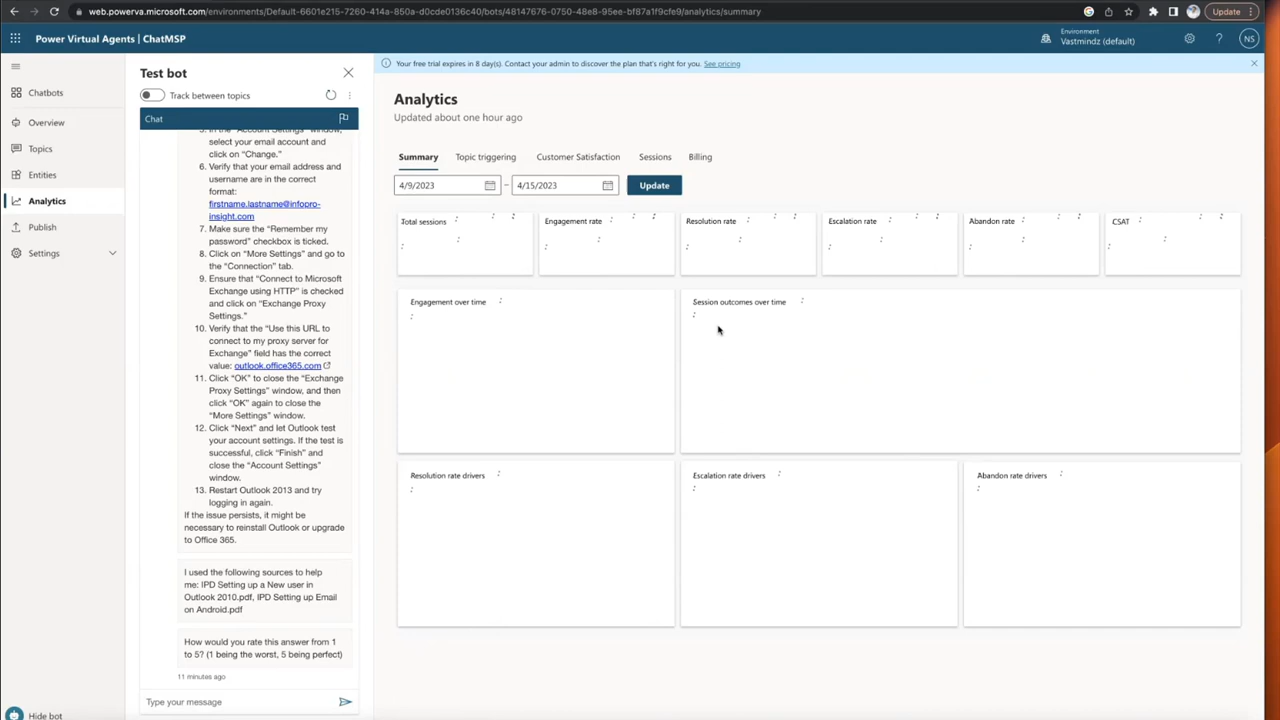 web.powerva.microsoft.com/environments/Default-6601e215-7260-414a-850a-d0cde0136c40/bots/48147676-0750-48e8-95ee-bf87a1f9cfe9/analytics/summary
Update
Power Virtual Agents | ChatMSP
Environment
Vastmindz (default)
?
NS
Chatbots
Overview
Topics
Entities
Analytics
Publish
Settings
Hide bot
Test bot
Track between topics
Chat
5. In the "Account Settings" window,
select your email account and
click on "Change."
6. Verify that your email address and
username are in the correct
format:
firstname.lastname@infopro-
insight.com
7. Make sure the "Remember my
password" checkbox is ticked.
8. Click on "More Settings" and go to
the "Connection" tab.
9. Ensure that "Connect to Microsoft
Exchange using HTTP" is checked
and click on "Exchange Proxy
Settings."
10. Verify that the "Use this URL to
connect to my proxy server for
Exchange" field has the correct
value: outlook.office365.com
11. Click "OK" to close the "Exchange
Proxy Settings" window, and then
click "OK" again to close the
"More Settings" window.
12. Click "Next" and let Outlook test
your account settings. If the test is
successful, click "Finish" and
close the "Account Settings"
window.
13. Restart Outlook 2013 and try
logging in again.
If the issue persists, it might be
necessary to reinstall Outlook or upgrade
to Office 365.
I used the following sources to help
me: IPD Setting up a New user in
Outlook 2010.pdf, IPD Setting up Email
on Android.pdf
How would you rate this answer from 1
to 5? (1 being the worst, 5 being perfect)
11 minutes ago
Type your message
Your free trial expires in 8 day(s). Contact your admin to discover the plan that's right for you. See pricing
Analytics
Updated about one hour ago
Summary Topic triggering Customer Satisfaction Sessions Billing
4/9/2023 – 4/15/2023 Update
Total sessions Engagement rate Resolution rate Escalation rate Abandon rate CSAT
Engagement over time Session outcomes over time
Resolution rate drivers Escalation rate drivers Abandon rate drivers